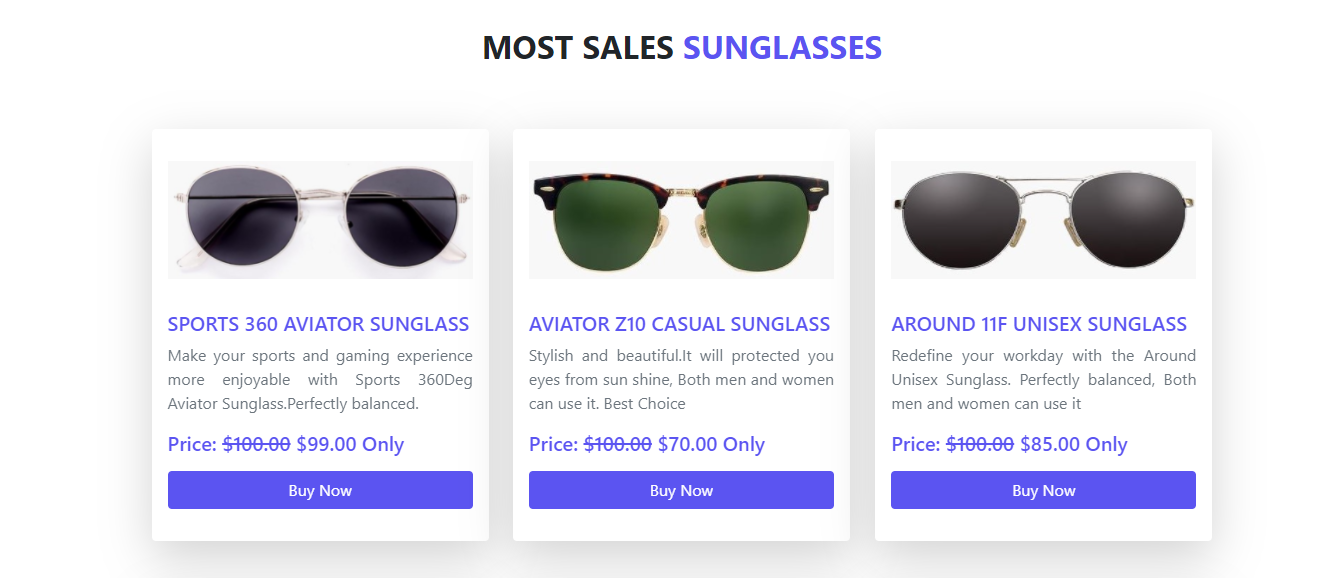 MOST SALES SUNGLASSES
SPORTS 360 AVIATOR SUNGLASS
Make your sports and gaming experience
more enjoyable with Sports 360Deg
Aviator Sunglass.Perfectly balanced.
Price: $100.00 $99.00 Only
Buy Now
AVIATOR Z10 CASUAL SUNGLASS
Stylish and beautiful.It will protected you
eyes from sun shine, Both men and women
can use it. Best Choice
Price: $100.00 $70.00 Only
Buy Now
AROUND 11F UNISEX SUNGLASS
Redefine your workday with the Around
Unisex Sunglass. Perfectly balanced, Both
men and women can use it
Price: $100.00 $85.00 Only
Buy Now